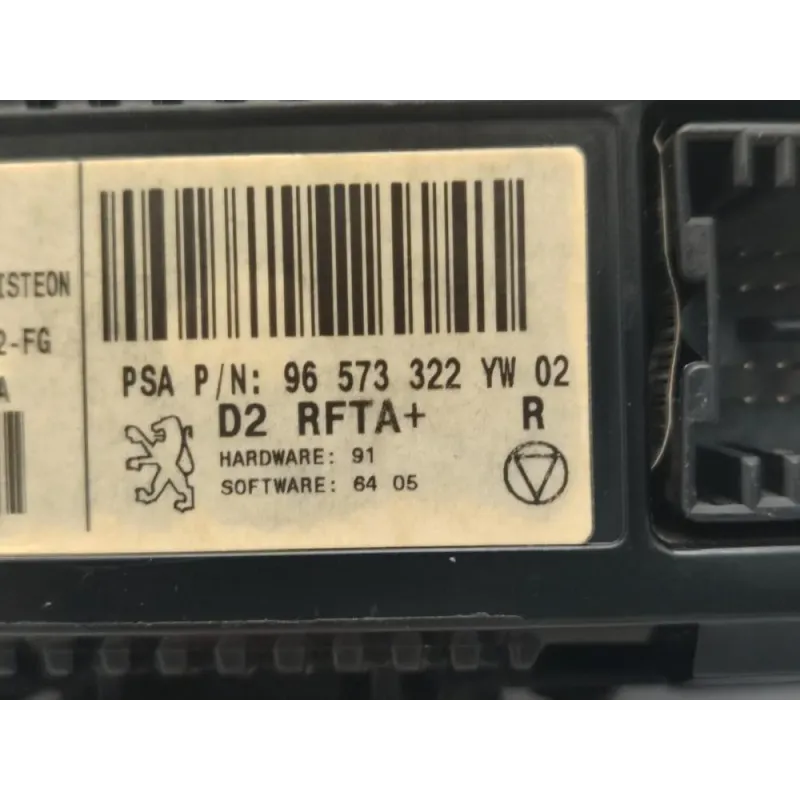 ISTEON
2-FG
A
PSA P/N: 96 573 322 YW 02
D2 RFTA+ R
HARDWARE: 91
SOFTWARE: 64 05